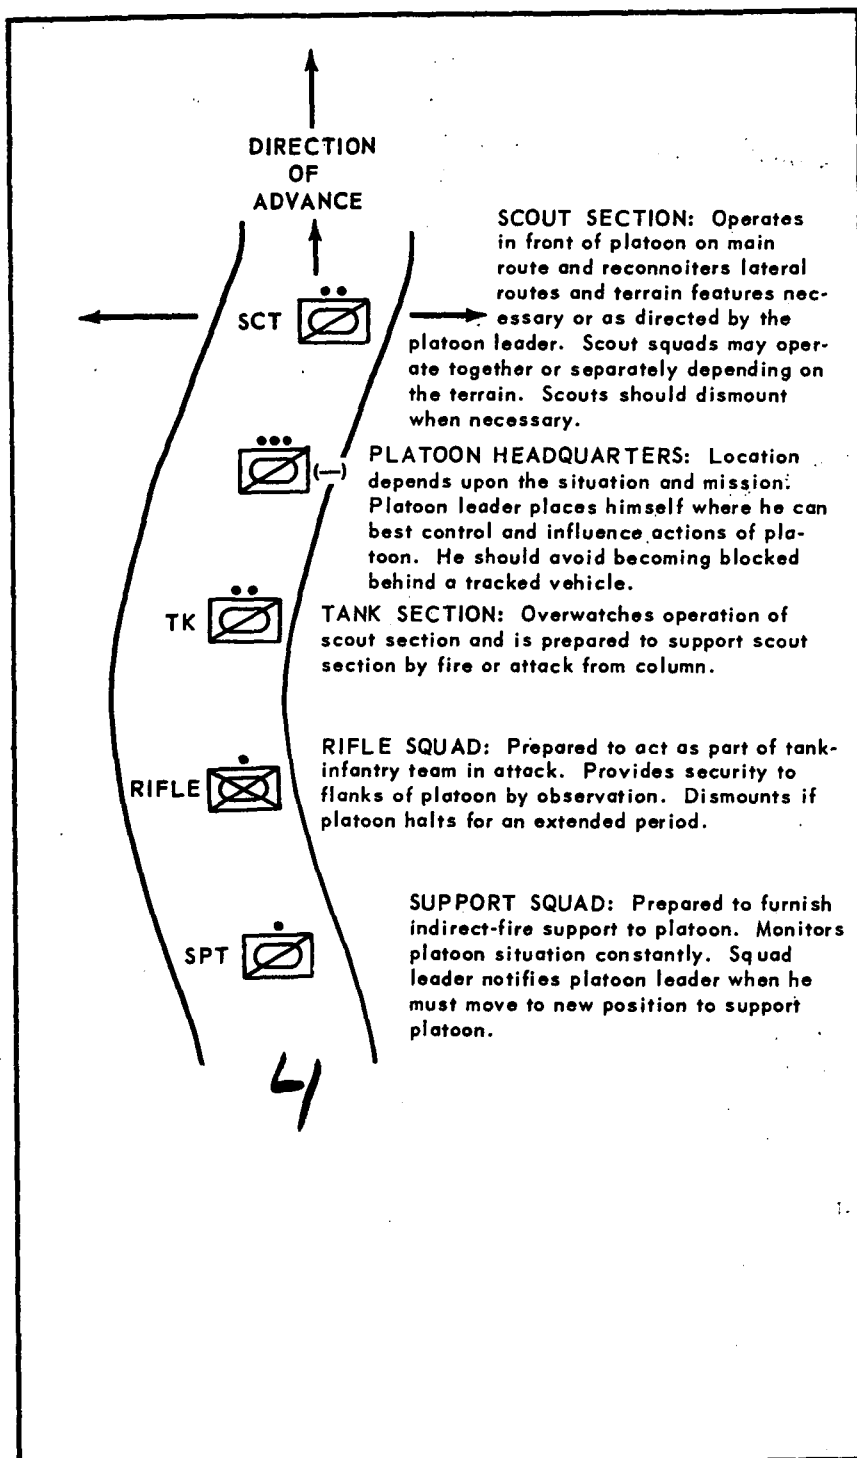 DIRECTION
OF
ADVANCE
SCOUT SECTION: Operates
in front of platoon on main
route and reconnoiters lateral
routes and terrain features nec-
essary or as directed by the
platoon leader. Scout squads may oper-
ate together or separately depending on
the terrain. Scouts should dismount
when necessary.
SCT
PLATOON HEADQUARTERS: Location
depends upon the situation and mission.
Platoon leader places himself where he can
best control and influence actions of pla-
toon. He should avoid becoming blocked
behind a tracked vehicle.
(—)
TK
TANK SECTION: Overwatches operation of
scout section and is prepared to support scout
section by fire or attack from column.
RIFLE
RIFLE SQUAD: Prepared to act as part of tank-
infantry team in attack. Provides security to
flanks of platoon by observation. Dismounts if
platoon halts for an extended period.
SPT
SUPPORT SQUAD: Prepared to furnish
indirect-fire support to platoon. Monitors
platoon situation constantly. Squad
leader notifies platoon leader when he
must move to new position to support
platoon.
4